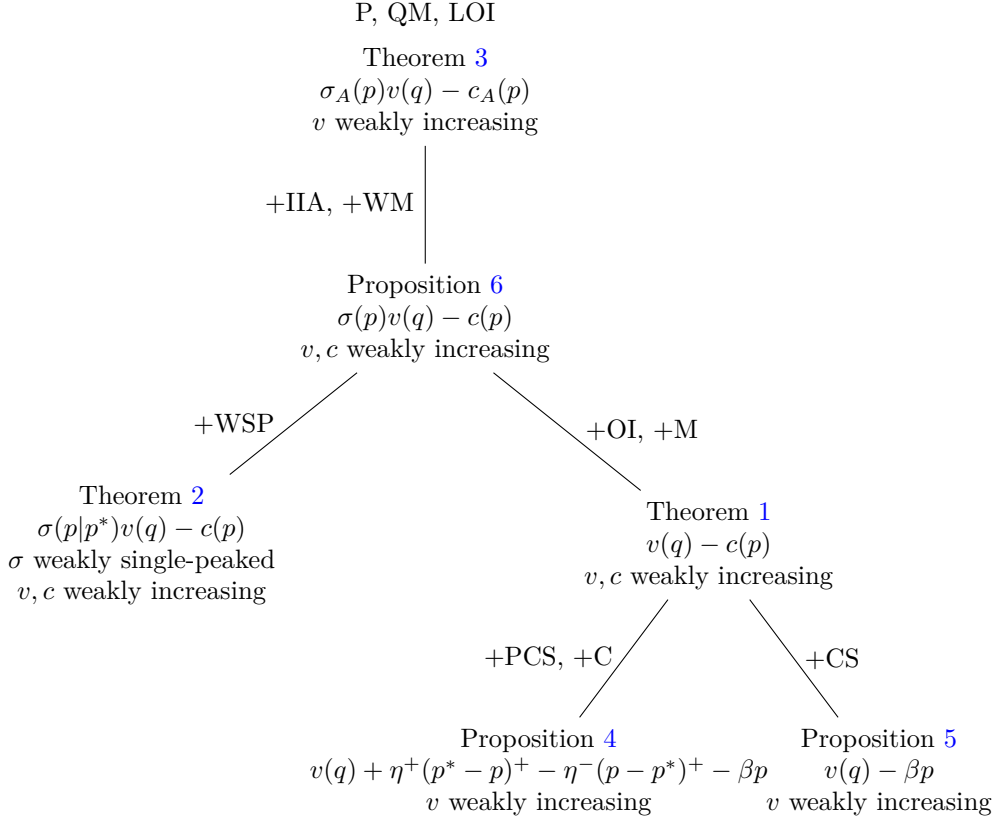 P, QM, LOI
Theorem 3
σ_A(p)v(q) − c_A(p)
v weakly increasing
+IIA, +WM
Proposition 6
σ(p)v(q) − c(p)
v, c weakly increasing
+WSP
+OI, +M
Theorem 2
σ(p|p*)v(q) − c(p)
σ weakly single-peaked
v, c weakly increasing
Theorem 1
v(q) − c(p)
v, c weakly increasing
+PCS, +C
+CS
Proposition 4
v(q) + η⁺(p* − p)⁺ − η⁻(p − p*)⁺ − βp
v weakly increasing
Proposition 5
v(q) − βp
v weakly increasing